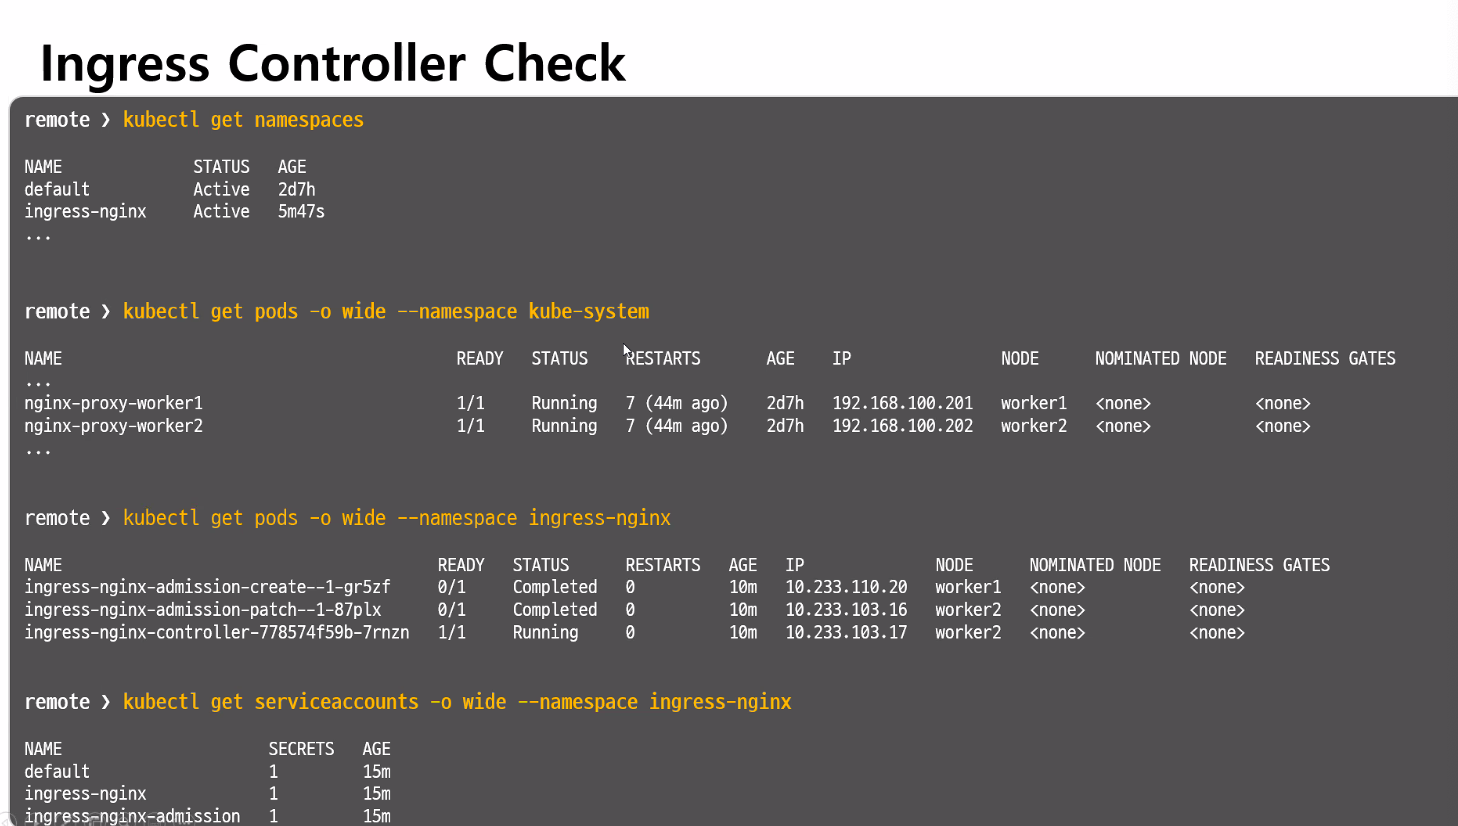 Ingress Controller Check
remote ❯ kubectl get namespaces
NAME STATUS AGE
default Active 2d7h
ingress-nginx Active 5m47s
...
remote ❯ kubectl get pods -o wide --namespace kube-system
NAME READY STATUS RESTARTS AGE IP NODE NOMINATED NODE READINESS GATES
...
nginx-proxy-worker1 1/1 Running 7 (44m ago) 2d7h 192.168.100.201 worker1 <none> <none>
nginx-proxy-worker2 1/1 Running 7 (44m ago) 2d7h 192.168.100.202 worker2 <none> <none>
...
remote ❯ kubectl get pods -o wide --namespace ingress-nginx
NAME READY STATUS RESTARTS AGE IP NODE NOMINATED NODE READINESS GATES
ingress-nginx-admission-create--1-gr5zf 0/1 Completed 0 10m 10.233.110.20 worker1 <none> <none>
ingress-nginx-admission-patch--1-87plx 0/1 Completed 0 10m 10.233.103.16 worker2 <none> <none>
ingress-nginx-controller-778574f59b-7rnzn 1/1 Running 0 10m 10.233.103.17 worker2 <none> <none>
remote ❯ kubectl get serviceaccounts -o wide --namespace ingress-nginx
NAME SECRETS AGE
default 1 15m
ingress-nginx 1 15m
ingress-nginx-admission 1 15m